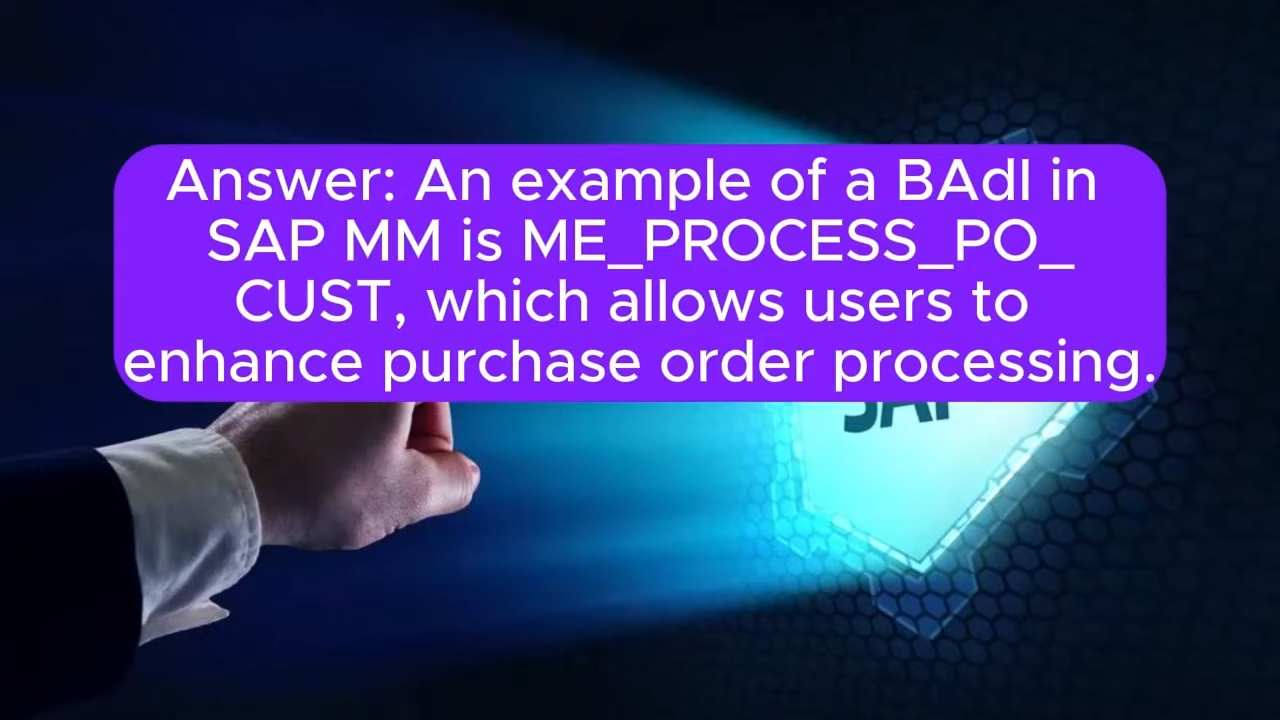 Answer: An example of a BAdI in
SAP MM is ME_PROCESS_PO_
CUST, which allows users to
enhance purchase order processing.
SAP